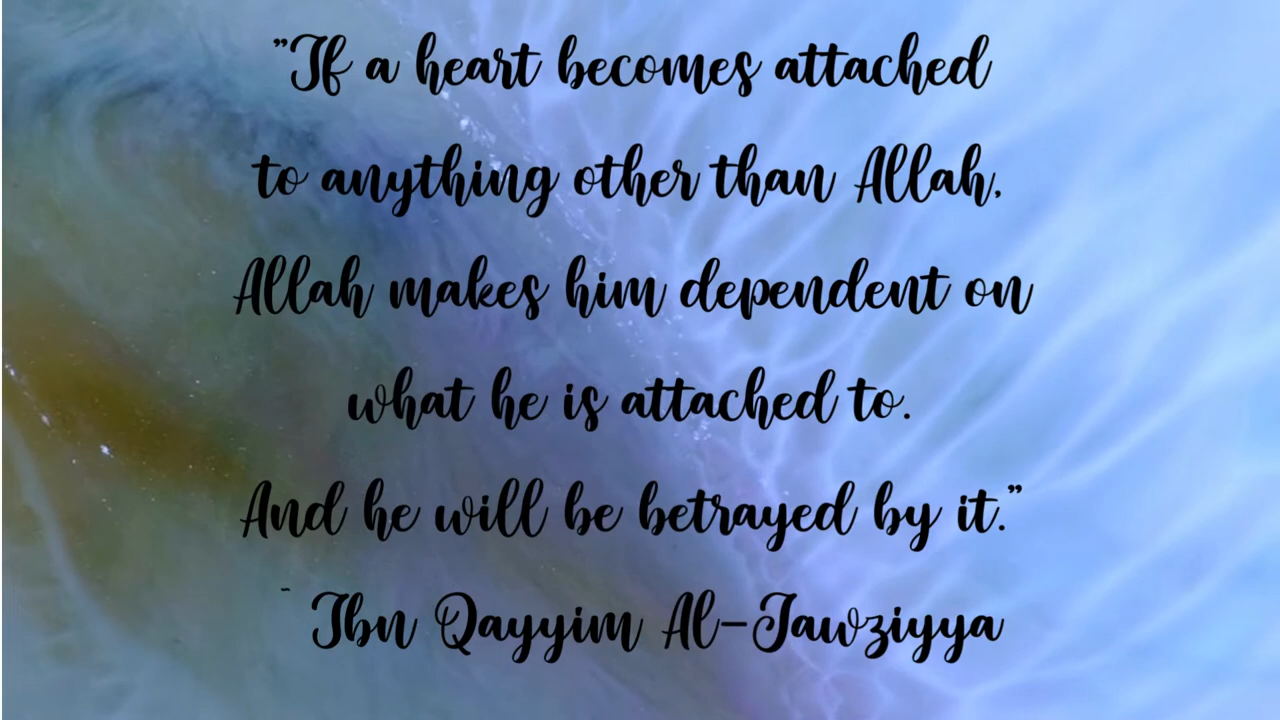 "If a heart becomes attached
to anything other than Allah,
Allah makes him dependent on
what he is attached to.
And he will be betrayed by it."
~ Ibn Qayyim Al-Jawziyya